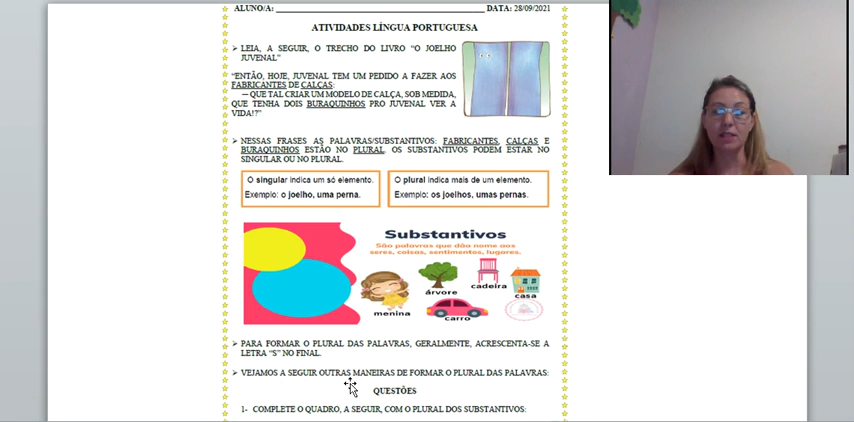 ALUNO/A: ______ DATA: 28/09/2021
ATIVIDADES LÍNGUA PORTUGUESA
➢ LEIA, A SEGUIR, O TRECHO DO LIVRO “O JOELHO
JUVENAL”
“ENTÃO, HOJE, JUVENAL TEM UM PEDIDO A FAZER AOS
FABRICANTES DE CALÇAS:
— QUE TAL CRIAR UM MODELO DE CALÇA, SOB MEDIDA,
QUE TENHA DOIS BURAQUINHOS PRO JUVENAL VER A
VIDA!?”
➢ NESSAS FRASES AS PALAVRAS/SUBSTANTIVOS: FABRICANTES, CALÇAS E
BURAQUINHOS ESTÃO NO PLURAL. OS SUBSTANTIVOS PODEM ESTAR NO
SINGULAR OU NO PLURAL.
O singular indica um só elemento.
Exemplo: o joelho, uma perna.
O plural indica mais de um elemento.
Exemplo: os joelhos, umas pernas.
Substantivos
São palavras que dão nome aos
seres, coisas, sentimentos, lugares.
menina
árvore
carro
cadeira
casa
➢ PARA FORMAR O PLURAL DAS PALAVRAS, GERALMENTE, ACRESCENTA-SE A
LETRA “S” NO FINAL.
➢ VEJAMOS A SEGUIR OUTRAS MANEIRAS DE FORMAR O PLURAL DAS PALAVRAS:
QUESTÕES
1- COMPLETE O QUADRO, A SEGUIR, COM O PLURAL DOS SUBSTANTIVOS: